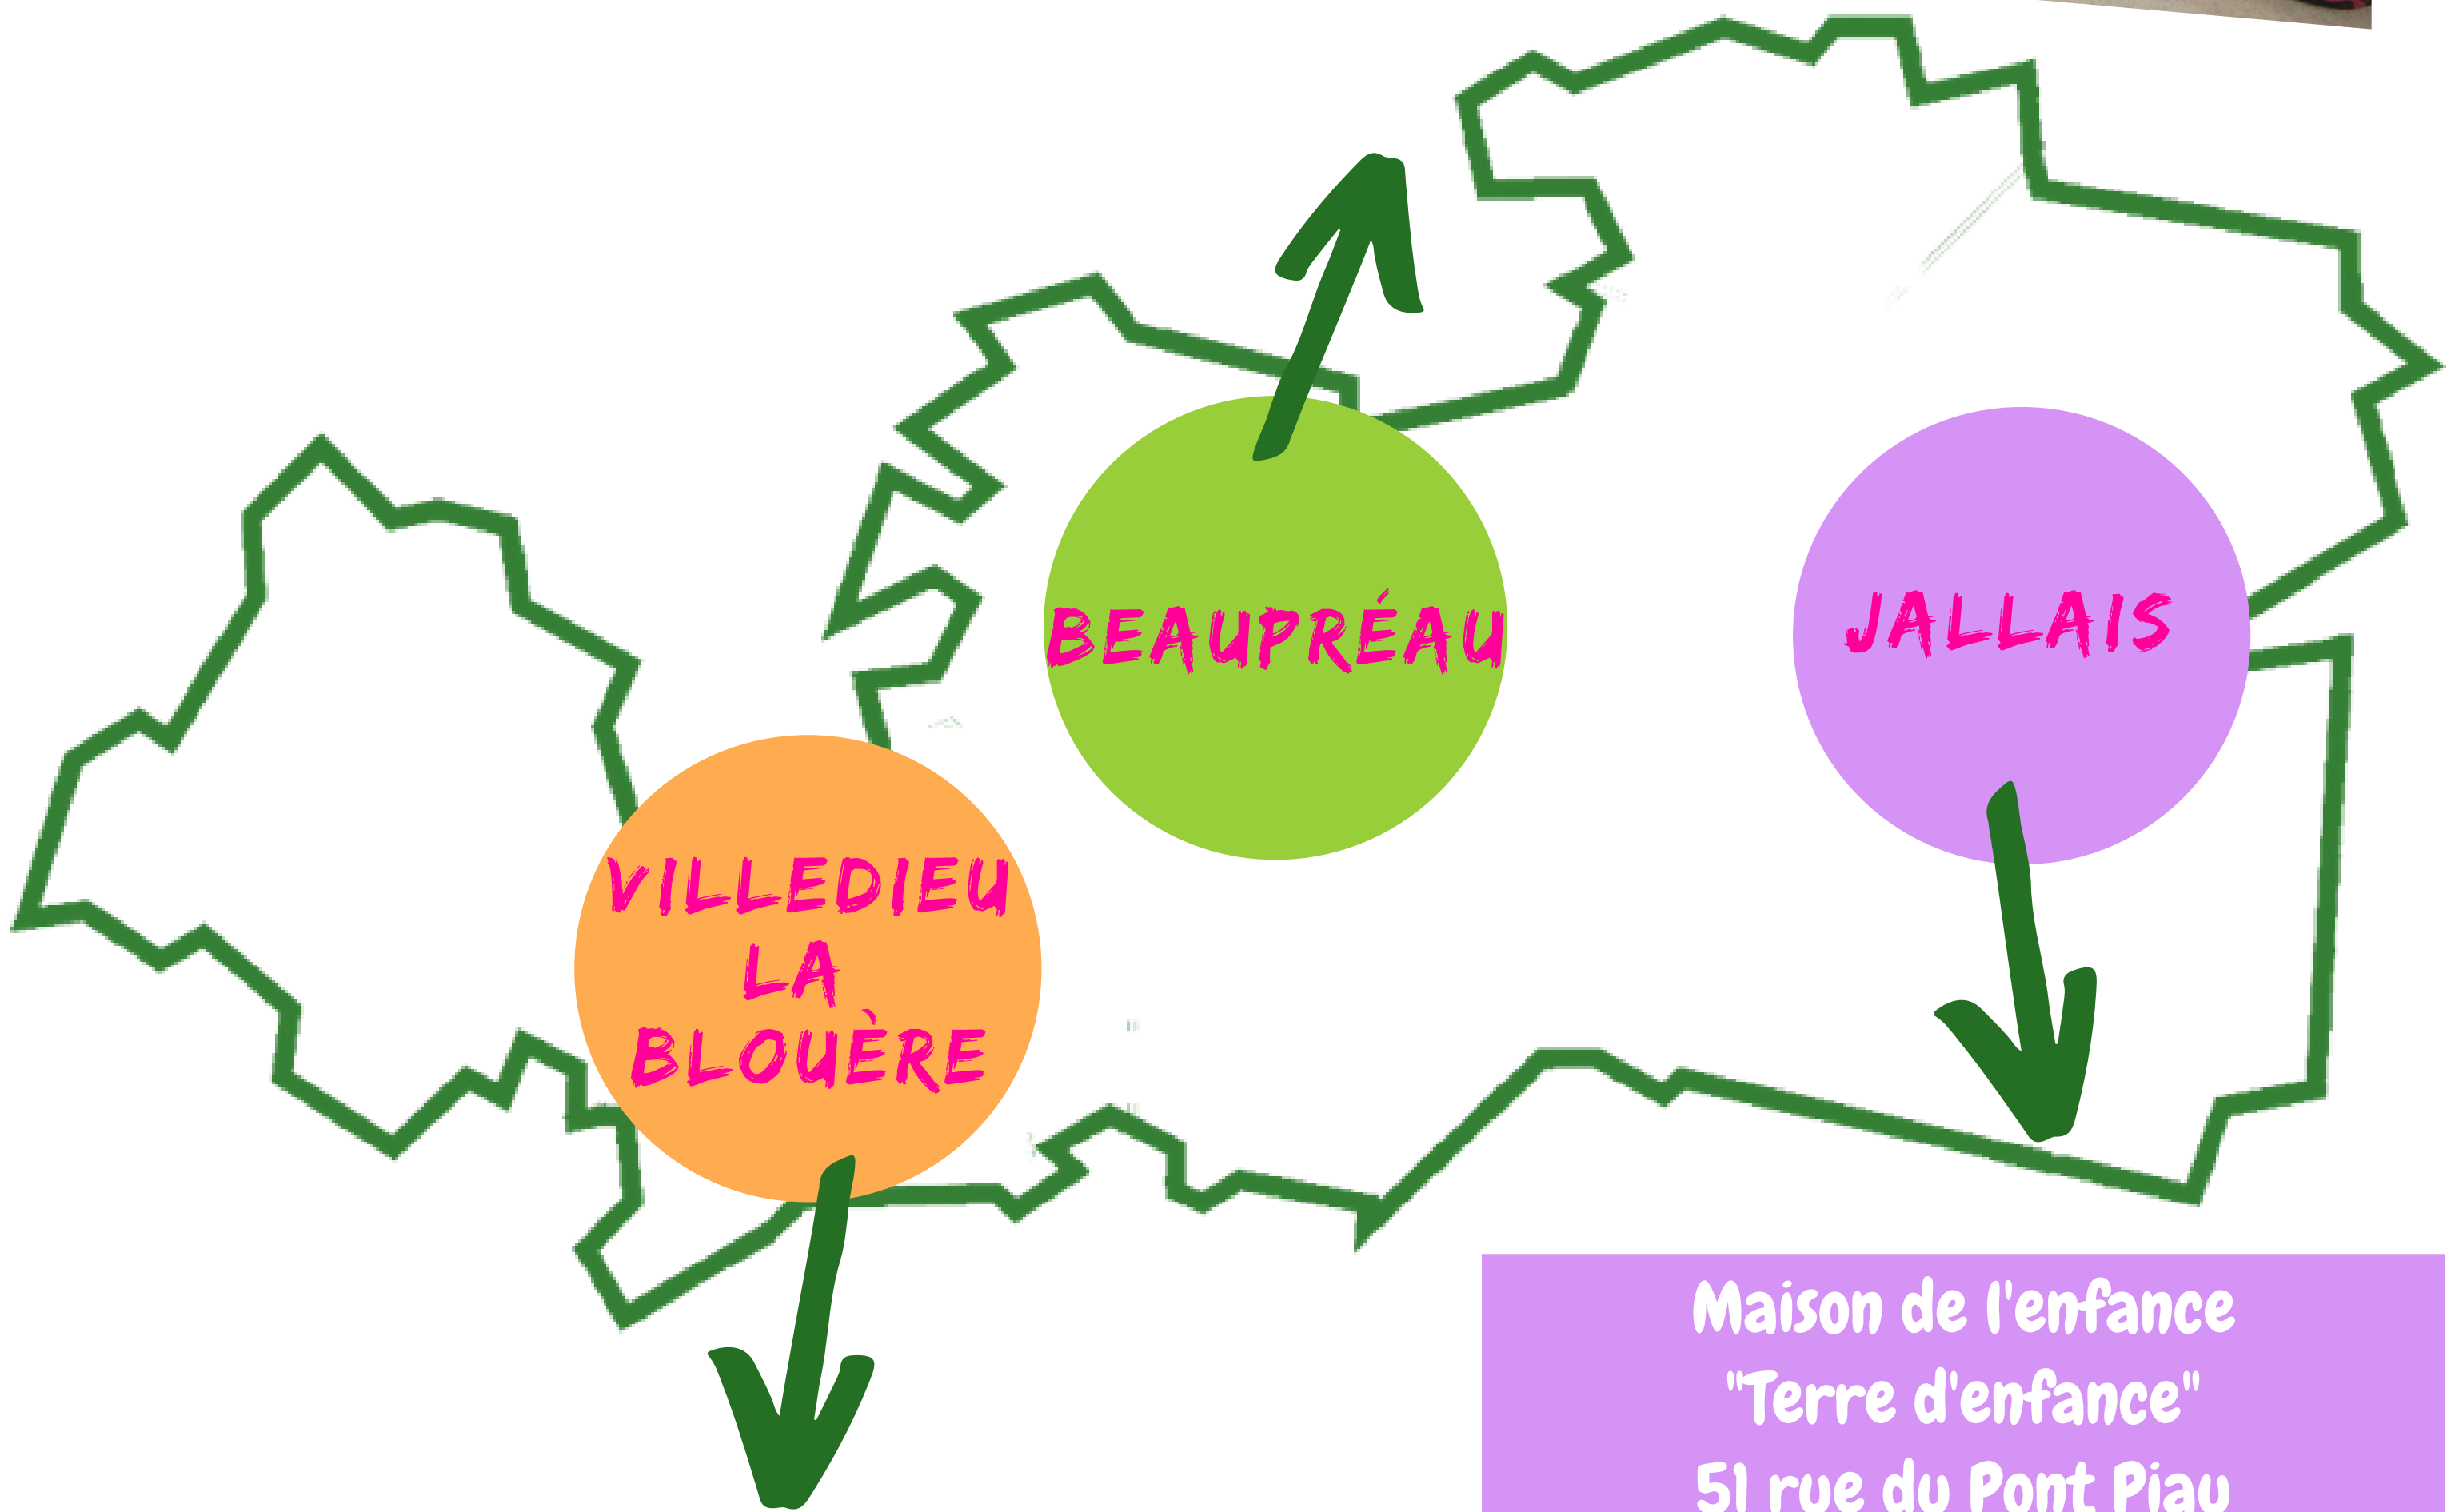 BEAUPRÉAU
JALLAIS
VILLEDIEU
LA
BLOUÈRE
Maison de l'enfance
"Terre d'enfance"
51 rue du Pont Piau